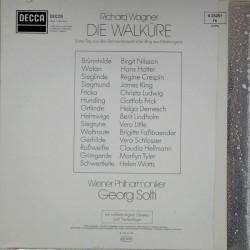 DECCA
DECCA
Richard Wagner
DIE WALKÜRE
Brünnhilde Birgit Nilsson
Wotan Hans Hotter
Sieglinde Régine Crespin
Siegmund James King
Fricka Christa Ludwig
Hunding Gottlob Frick
Ortlinde Helga Dernesch
Helmwige Berit Lindholm
Siegrune Vera Little
Waltraute Brigitte Faßbaender
Gerhilde Vera Schlosser
Roßweiße Claudia Hellmann
Grimgerde Marilyn Tyler
Schwertleite Helen Watts
Wiener Philharmoniker
Georg Solti